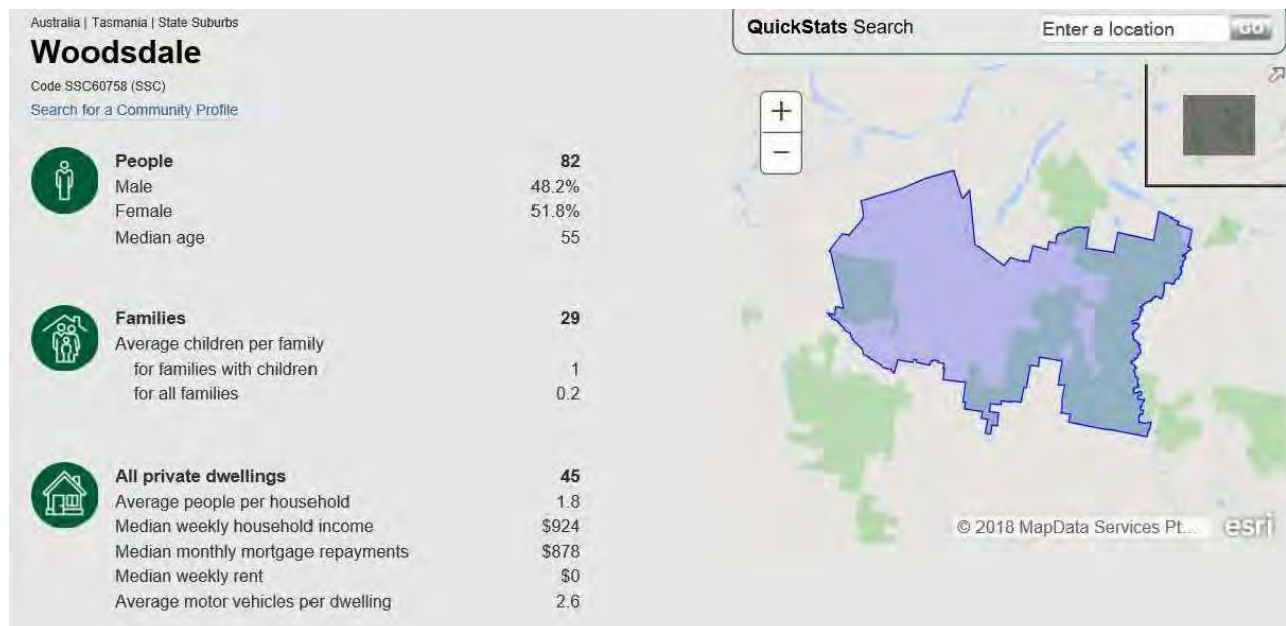 Australia | Tasmania | State Suburbs
Woodsdale
Code SSC60758 (SSC)
Search for a Community Profile
People 82
Male 48.2%
Female 51.8%
Median age 55
Families 29
Average children per family
for families with children 1
for all families 0.2
All private dwellings 45
Average people per household 1.8
Median weekly household income $924
Median monthly mortgage repayments $878
Median weekly rent $0
Average motor vehicles per dwelling 2.6
QuickStats Search Enter a location GO
+
−
© 2018 MapData Services Pt...
esri